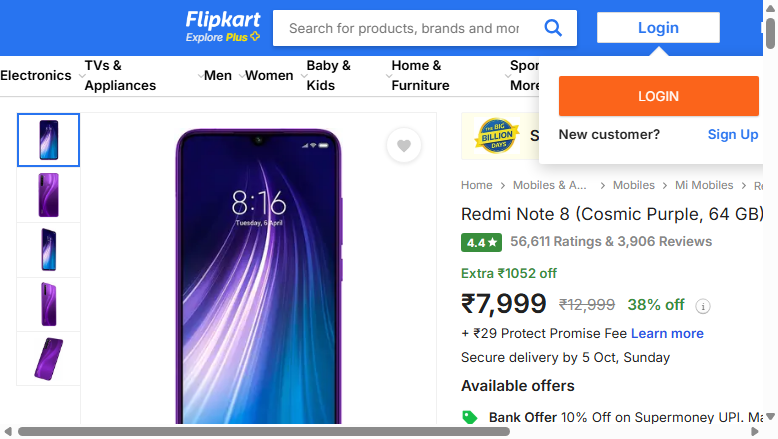 Flipkart
Explore Plus
Search for products, brands and mor
Login
Electronics
TVs &
Appliances
Men
Women
Baby &
Kids
Home &
Furniture
Spor
More
LOGIN
New customer?
Sign Up
THE BIG
BILLION
DAYS
S
Home
Mobiles & A...
Mobiles
Mi Mobiles
Re
Redmi Note 8 (Cosmic Purple, 64 GB)
4.4
56,611 Ratings & 3,906 Reviews
8:30
Tuesday, 6 April
Extra ₹1052 off
₹7,999 ₹12,999 38% off
i
+ ₹29 Protect Promise Fee Learn more
Secure delivery by 5 Oct, Sunday
Available offers
Bank Offer 10% Off on Supermoney UPI. Ma